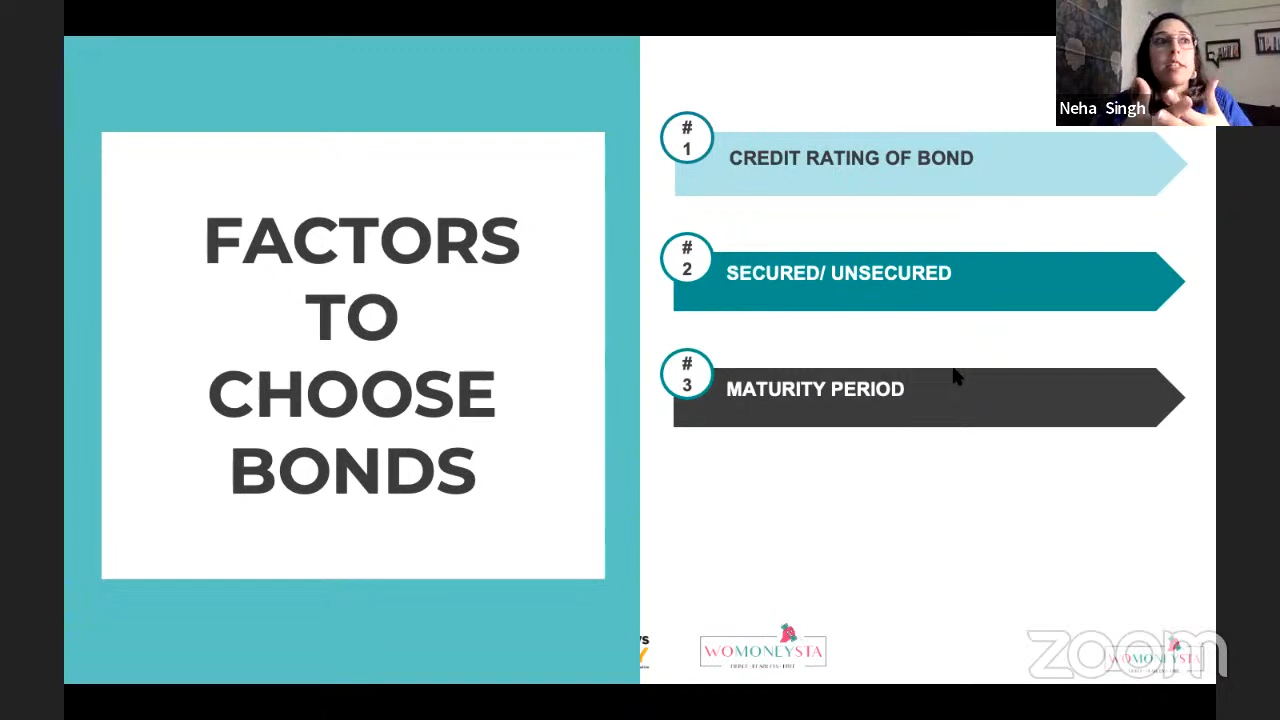 FACTORS
TO
CHOOSE
BONDS
#
1
CREDIT RATING OF BOND
#
2
SECURED/ UNSECURED
#
3
MATURITY PERIOD
Neha Singh
WOMONEYSTA
zoom
WOMONEYSTA